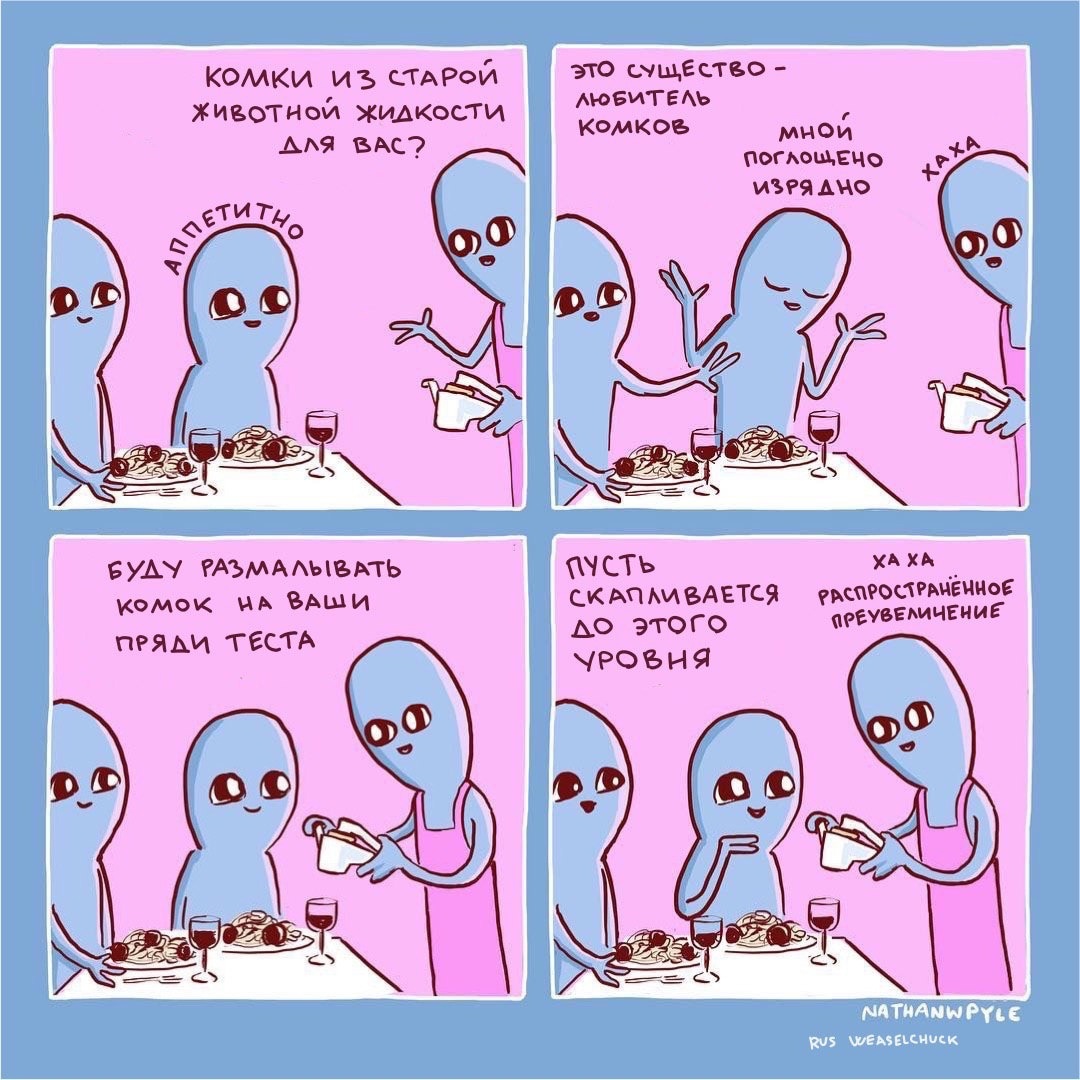 КОМКИ ИЗ СТАРОЙ
ЖИВОТНОЙ ЖИДКОСТИ
ДЛЯ ВАС?
АППЕТИТНО
ЭТО СУЩЕСТВО –
ЛЮБИТЕЛЬ
КОМКОВ
МНОЙ
ПОГЛОЩЕНО
ИЗРЯДНО
ХАХА
БУДУ РАЗМАЛЫВАТЬ
КОМОК НА ВАШИ
ПРЯДИ ТЕСТА
ПУСТЬ
СКАПЛИВАЕТСЯ
ДО ЭТОГО
УРОВНЯ
ХА ХА
РАСПРОСТРАНЁННОЕ
ПРЕУВЕЛИЧЕНИЕ
NATHANWPYLE
RUS WEASELCHUCK